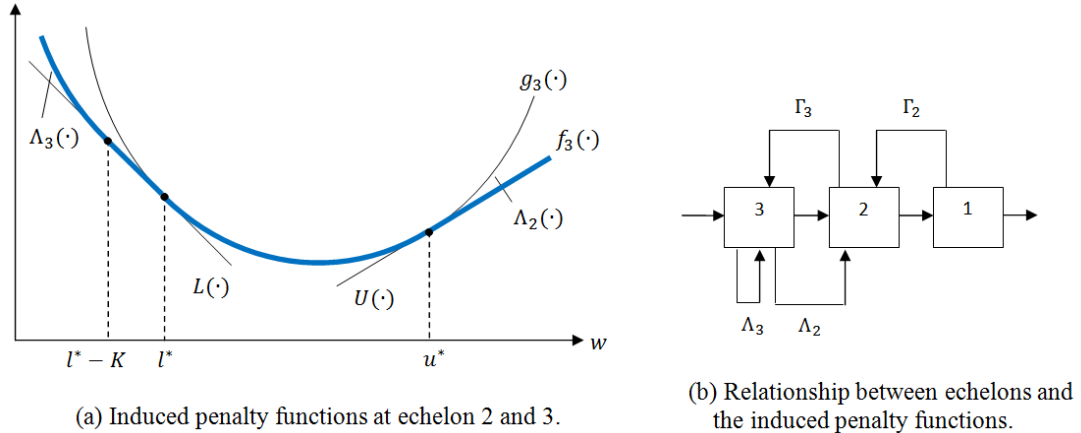 g₃(·)
f₃(·)
Λ₃(·)
Λ₂(·)
L(·)
U(·)
l* − K
l*
u*
w
(a) Induced penalty functions at echelon 2 and 3.
Γ₃
Γ₂
3
2
1
Λ₃
Λ₂
(b) Relationship between echelons and
the induced penalty functions.